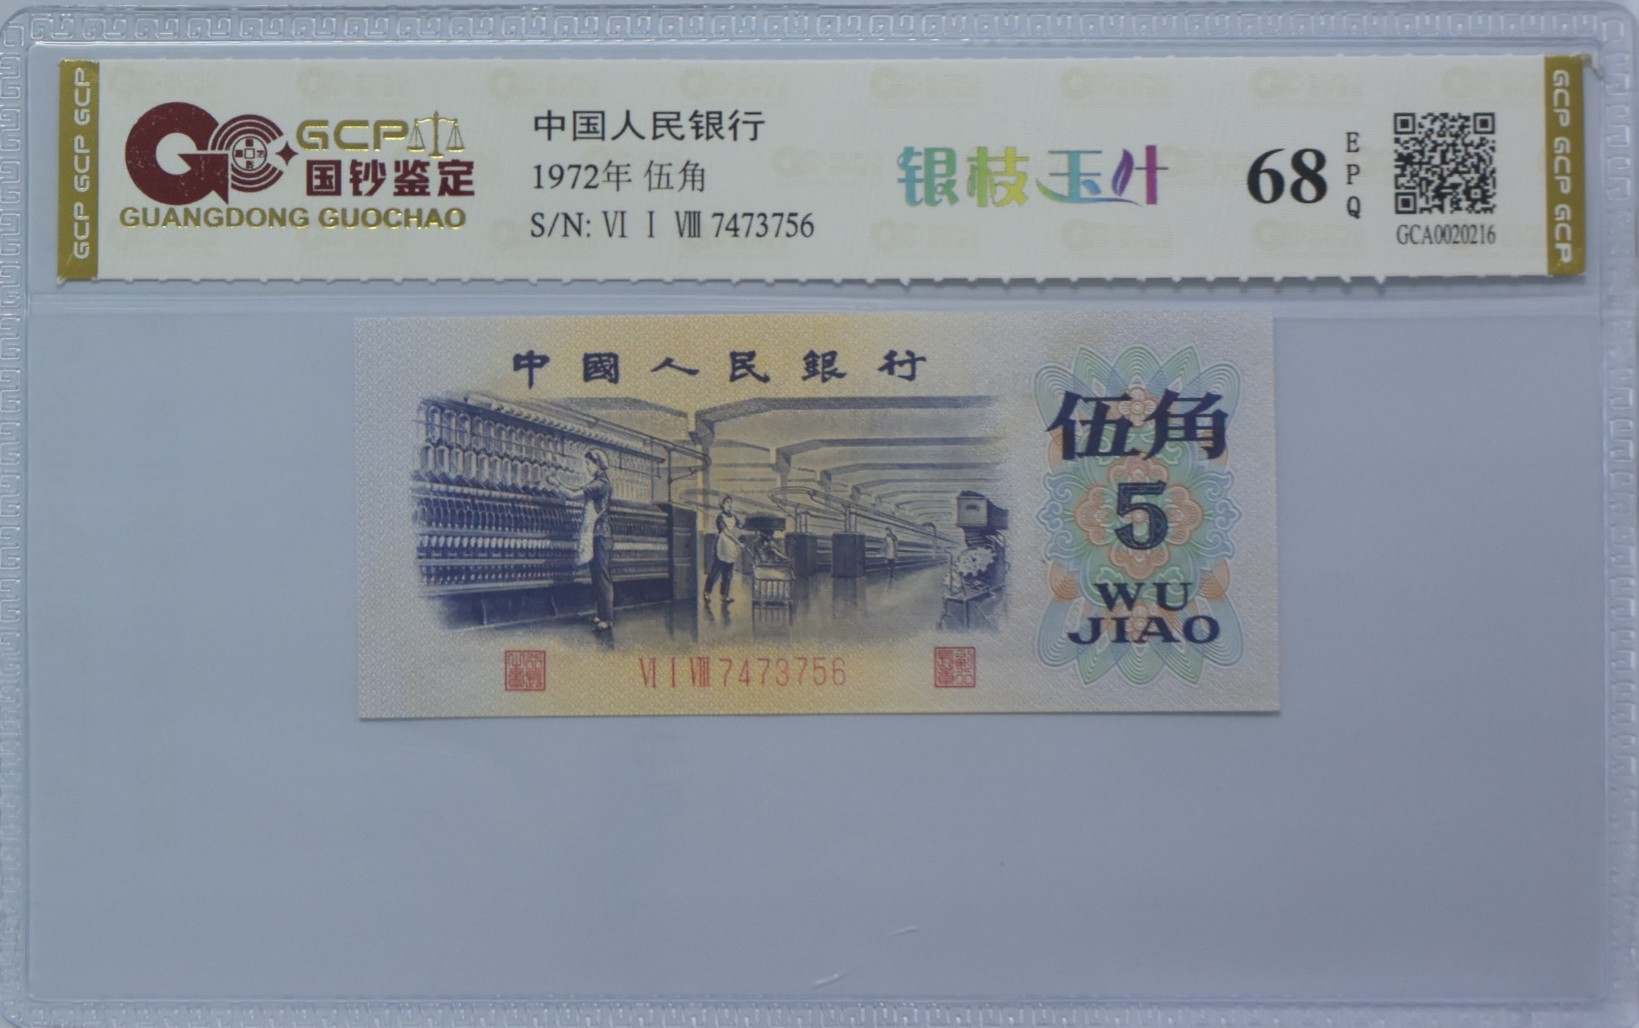 GCP GCP GCP
GCP
国钞鉴定
GUANGDONG GUOCHAO
中国人民银行
1972年 伍角
S/N: Ⅵ Ⅰ Ⅷ 7473756
银枝玉叶
68
EPQ
GCA0020216
GCP GCP GCP
中國人民銀行
伍角
5
WU
JIAO
Ⅵ Ⅰ Ⅷ 7473756